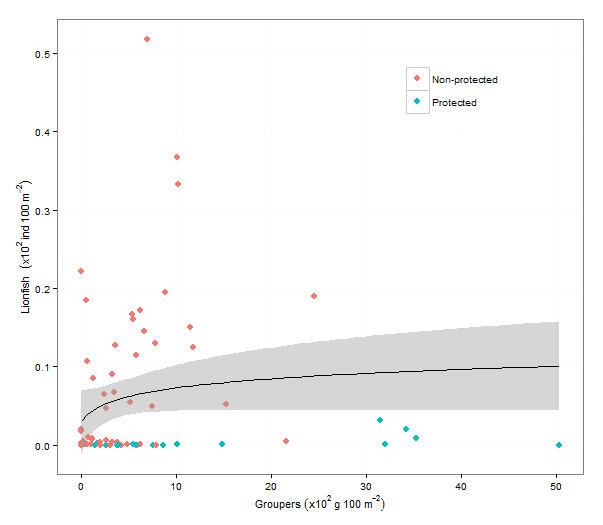 0.5
0.4
0.3
0.2
0.1
0.0
Lionfish (x10² ind 100 m⁻²)
Non-protected
Protected
0 10 20 30 40 50
Groupers (x10² g 100 m⁻²)